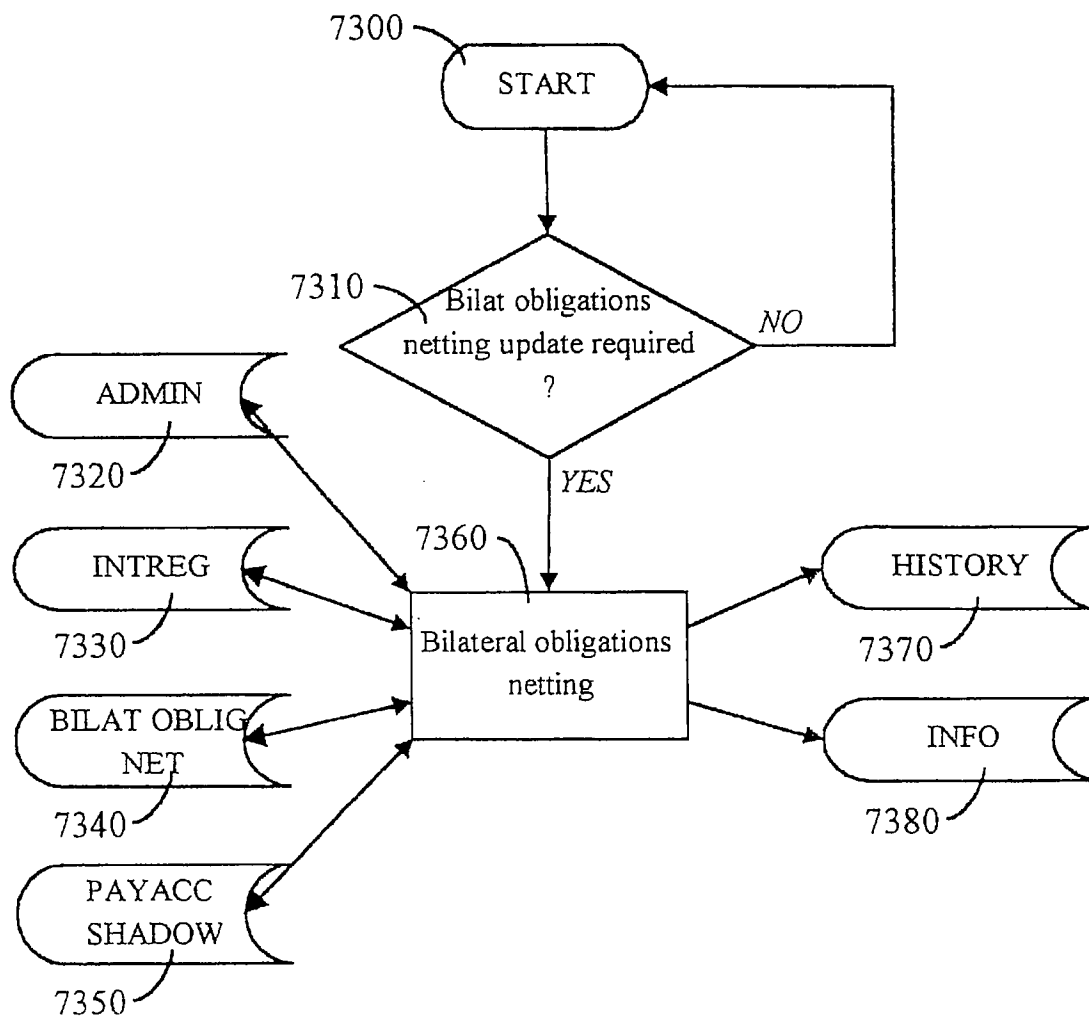 7300
START
7310
Bilat obligations
netting update required
?
NO
YES
ADMIN
7320
INTREG
7330
BILAT OBLIG
NET
7340
PAYACC
SHADOW
7350
7360
Bilateral obligations
netting
HISTORY
7370
INFO
7380